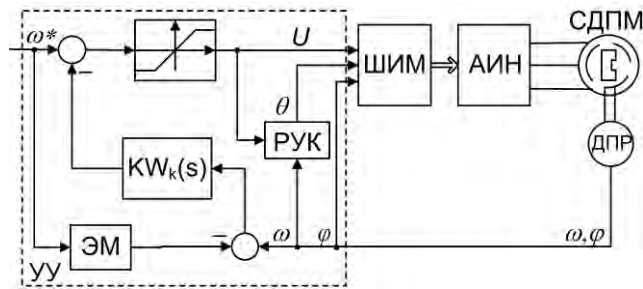 СДПМ
ω*
U
ШИМ
АИН
−
θ
РУК
ДПР
KWₖ(s)
ЭМ
−
ω
φ
ω,φ
УУ